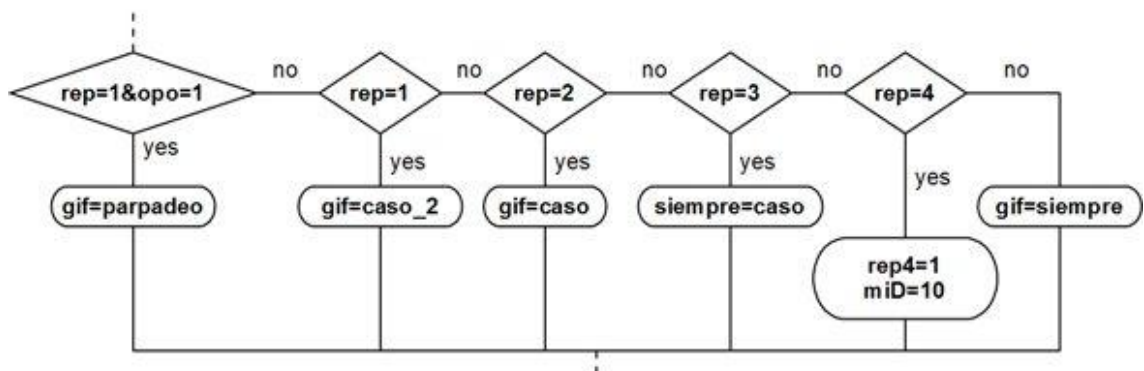 rep=1&opo=1
no
rep=1
no
rep=2
no
rep=3
no
rep=4
no
yes
yes
yes
yes
yes
gif=parpadeo
gif=caso_2
gif=caso
siempre=caso
gif=siempre
rep4=1
miD=10